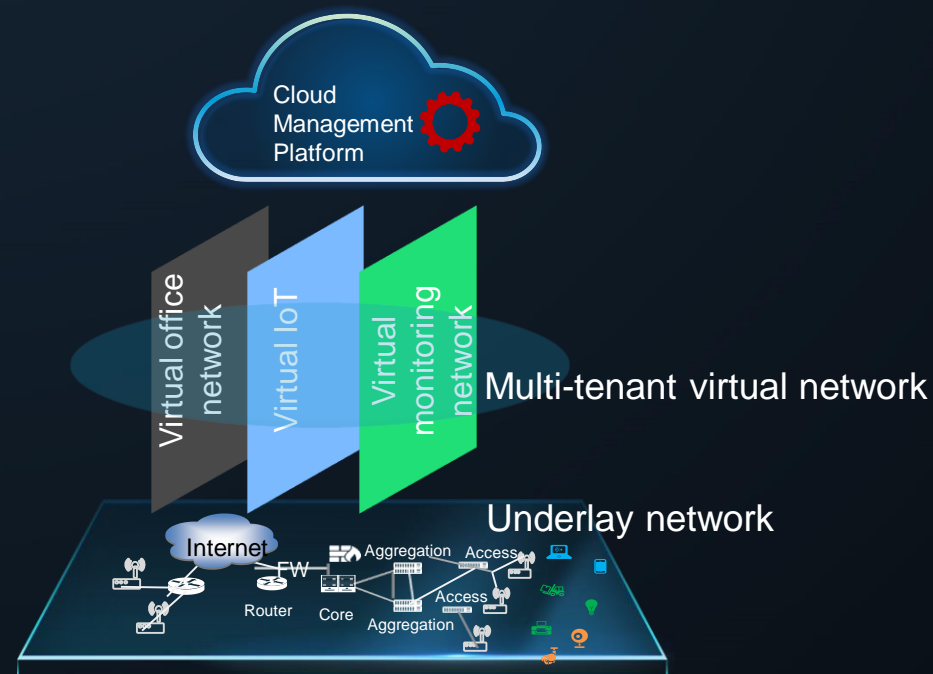 Cloud
Management
Platform
Virtual office
network
Virtual IoT
Virtual
monitoring
network
Multi-tenant virtual network
Underlay network
Internet
FW
Aggregation
Access
Router
Core
Access
Aggregation